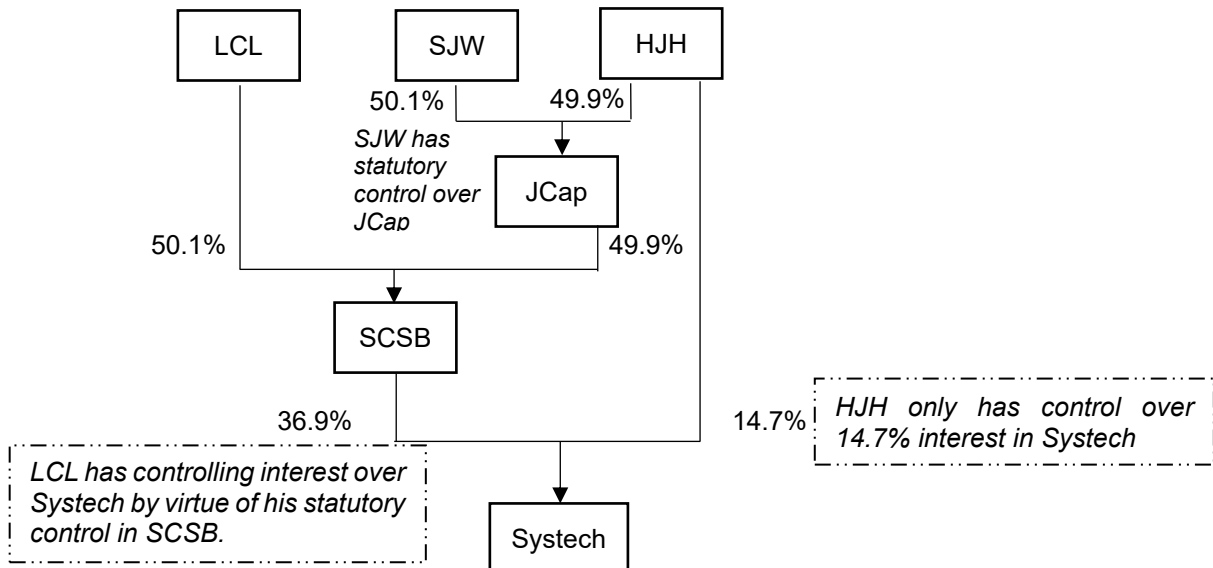 LCL
SJW
HJH
50.1%
49.9%
SJW has
statutory
control over
JCap
JCap
50.1%
49.9%
SCSB
36.9%
14.7%
HJH only has control over
14.7% interest in Systech
LCL has controlling interest over
Systech by virtue of his statutory
control in SCSB.
Systech